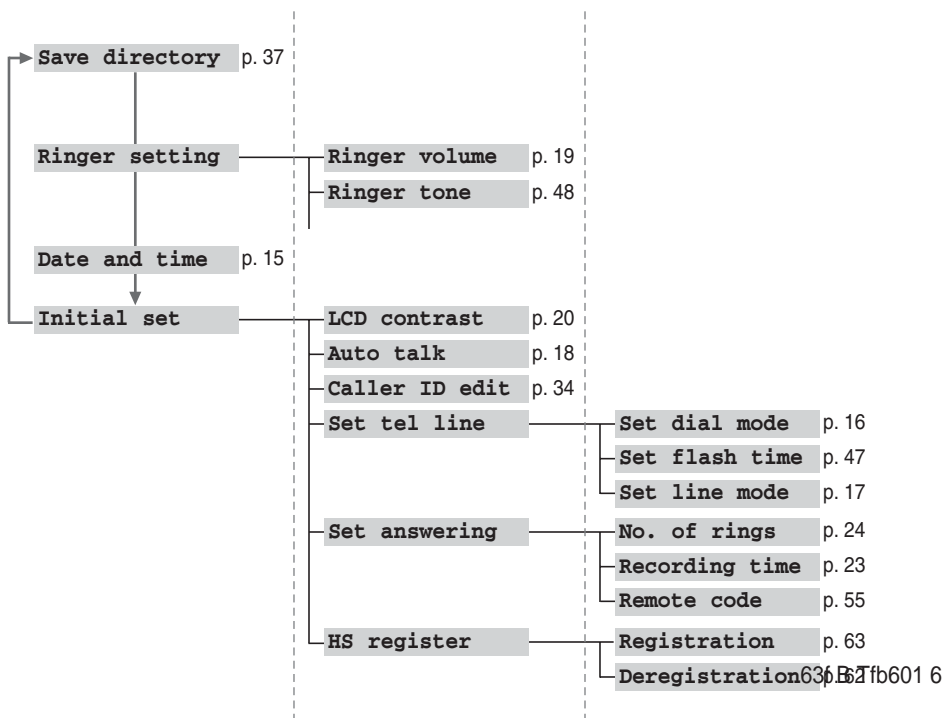 Save directory p. 37
Ringer setting Ringer volume p. 19
Ringer tone p. 48
Date and time p. 15
Initial set LCD contrast p. 20
Auto talk p. 18
Caller ID edit p. 34
Set tel line Set dial mode p. 16
Set flash time p. 47
Set line mode p. 17
Set answering No. of rings p. 24
Recording time p. 23
Remote code p. 55
HS register Registration p. 63
Deregistration